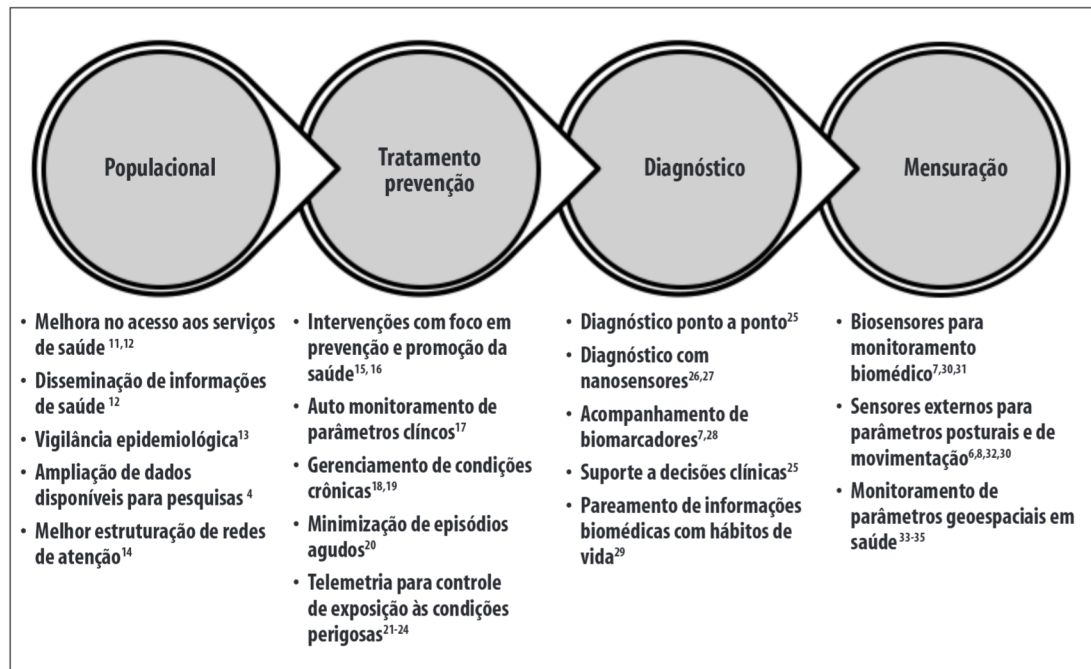 Populacional
Tratamento
prevenção
Diagnóstico
Mensuração
• Melhora no acesso aos serviços
de saúde 11,12
• Disseminação de informações
de saúde 12
• Vigilância epidemiológica13
• Ampliação de dados
disponíveis para pesquisas 4
• Melhor estruturação de redes
de atenção14
• Intervenções com foco em
prevenção e promoção da
saúde15, 16
• Auto monitoramento de
parâmetros clíncos17
• Gerenciamento de condições
crônicas18,19
• Minimização de episódios
agudos20
• Telemetria para controle
de exposição às condições
perigosas21-24
• Diagnóstico ponto a ponto25
• Diagnóstico com
nanosensores26,27
• Acompanhamento de
biomarcadores7,28
• Suporte a decisões clínicas25
• Pareamento de informações
biomédicas com hábitos de
vida29
• Biosensores para
monitoramento
biomédico7,30,31
• Sensores externos para
parâmetros posturais e de
movimentação6,8,32,30
• Monitoramento de
parâmetros geoespaciais em
saúde33-35